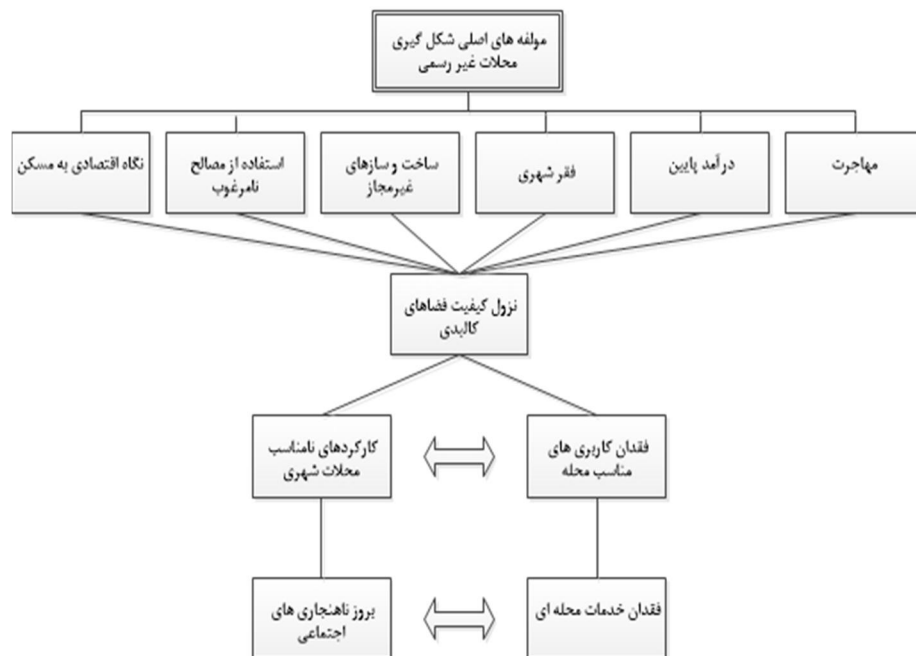 مولفه های اصلی شکل گیری
محلات غیر رسمی
مهاجرت
درآمد پایین
فقر شهری
ساخت و سازهای
غیرمجاز
استفاده از مصالح
نامرغوب
نگاه اقتصادی به مسکن
نزول کیفیت فضاهای
کالبدی
فقدان کاربری های
مناسب محله
کارکردهای نامناسب
محلات شهری
فقدان خدمات محله ای
بروز ناهنجاری های
اجتماعی